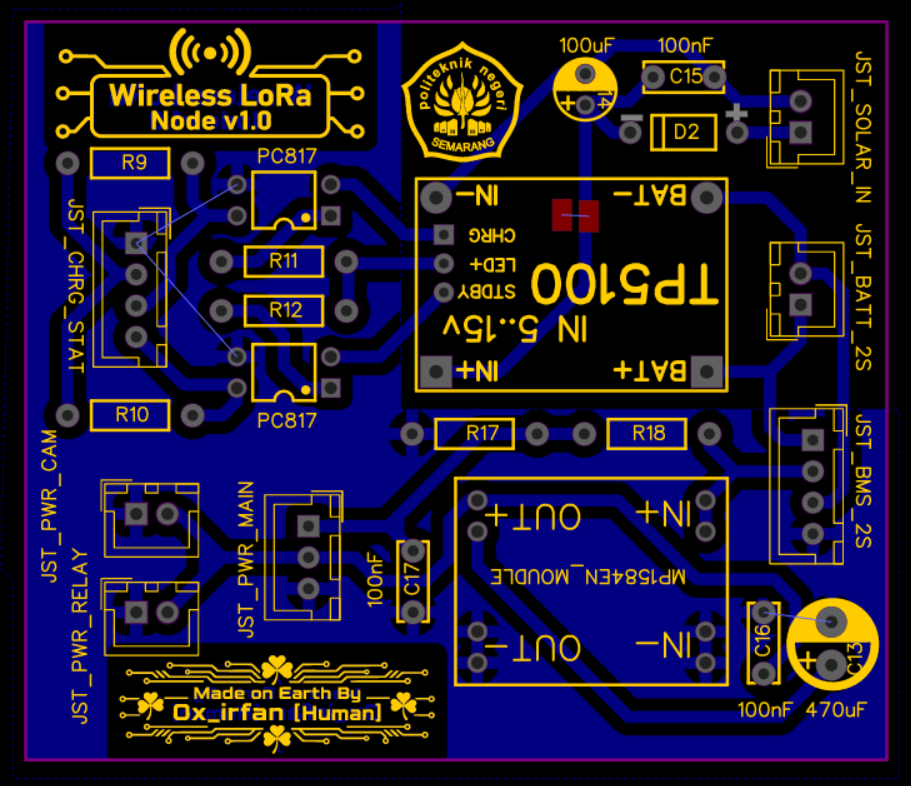 Wireless LoRa
Node v1.0
politeknik negeri
SEMARANG
100uF
100nF
C15
14
+
D2
-
+
JST_SOLAR_IN
R9
PC817
JST_CHRG_STAT
R11
R12
PC817
R10
IN-
BAT-
CHRG
LED+
STDBY
TP5100
IN 5..15v
IN+
BAT+
JST_BATT_2S
R17
R18
JST_BMS_2S
JST_PWR_CAM
JST_PWR_MAIN
JST_PWR_RELAY
100nF
C17
OUT+
IN+
MP1584EN_MOUDLE
OUT-
IN-
C16
C13
+
100nF
470uF
Made on Earth By
0x_irfan [Human]